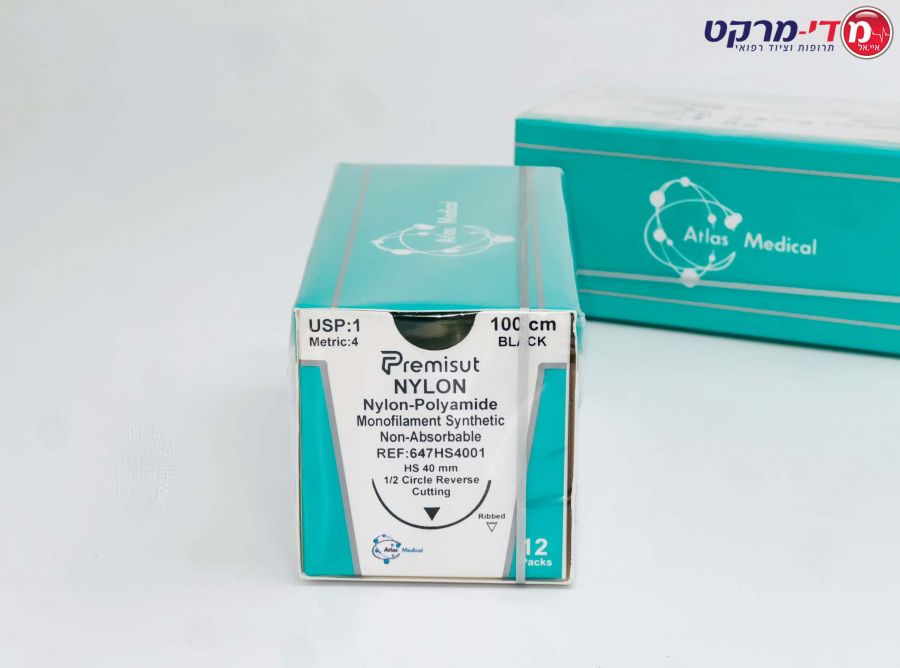 די-מרקט
תרופות וציוד רפואי
מ
איי.אל
Atlas Medical
Atlas Medical
USP:1
Metric:4
100 cm
BLACK
Premisut
NYLON
Nylon-Polyamide
Monofilament Synthetic
Non-Absorbable
REF:647HS4001
HS 40 mm
1/2 Circle Reverse
Cutting
Ribbed
Atlas Medical
12
Packs